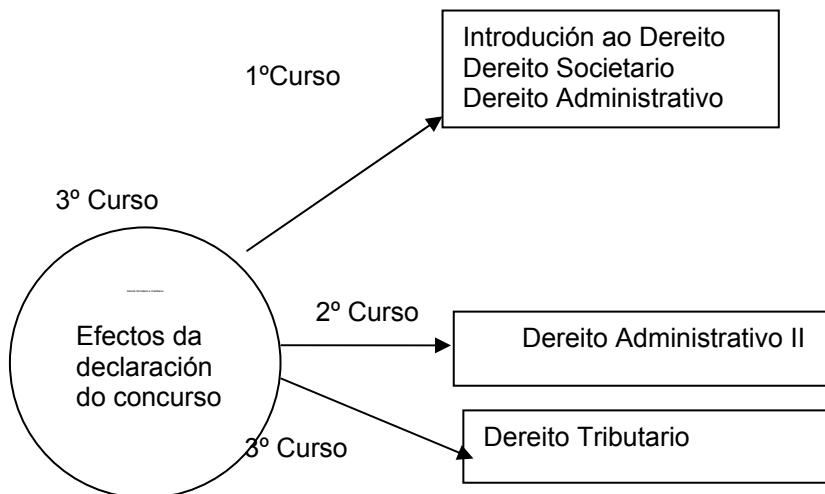 Introdución ao Dereito
Dereito Societario
Dereito Administrativo
1ºCurso
3º Curso
Efectos da
declaración
do concurso
2º Curso
Dereito Administrativo II
3º Curso
Dereito Tributario